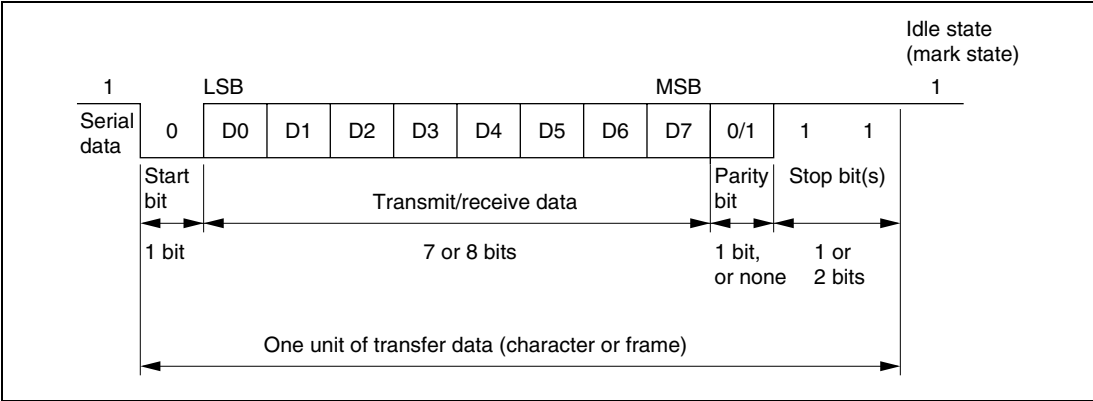 Idle state
(mark state)
1 LSB MSB 1
Serial
data
0 D0 D1 D2 D3 D4 D5 D6 D7 0/1 1 1
Start
bit
Transmit/receive data
Parity
bit
Stop bit(s)
1 bit
7 or 8 bits
1 bit,
or none
1 or
2 bits
One unit of transfer data (character or frame)